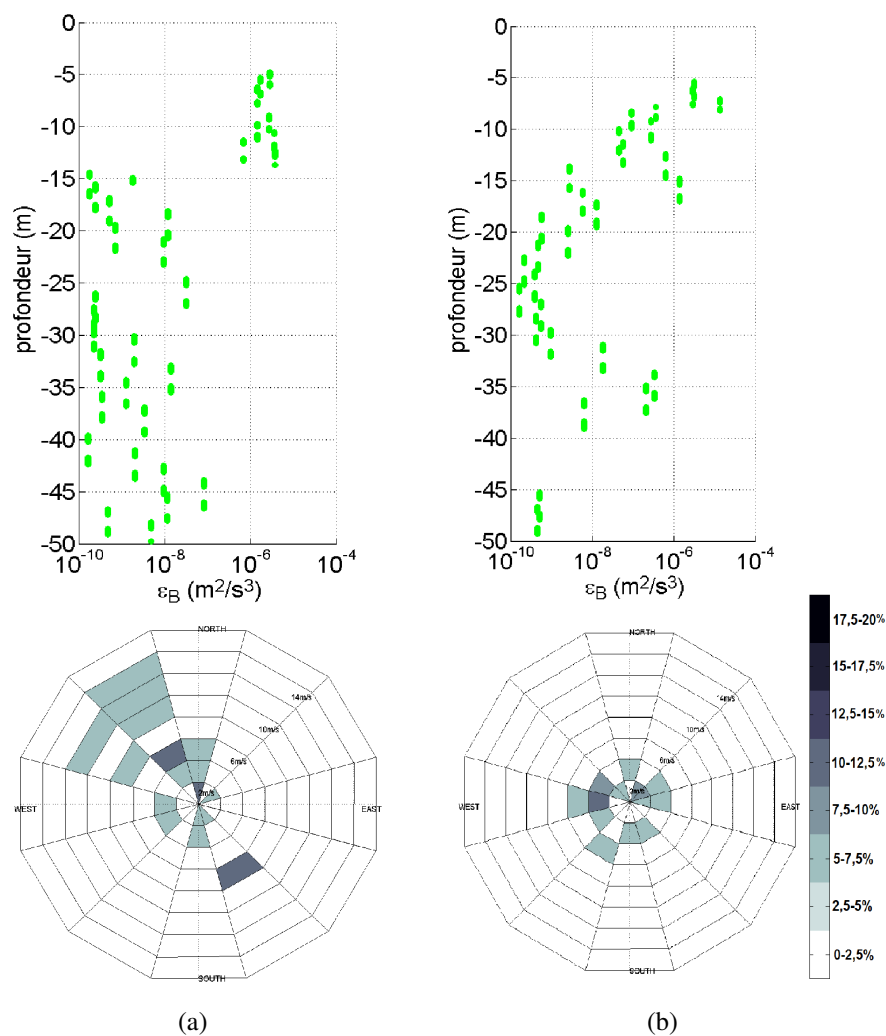 0
-5
-10
-15
-20
-25
-30
-35
-40
-45
-50
profondeur (m)
10^-10
10^-8
10^-6
10^-4
ε_B (m^2/s^3)
0
-5
-10
-15
-20
-25
-30
-35
-40
-45
-50
profondeur (m)
10^-10
10^-8
10^-6
10^-4
ε_B (m^2/s^3)
NORTH
14m/s
10m/s
6m/s
2m/s
WEST
EAST
SOUTH
NORTH
14m/s
10m/s
6m/s
2m/s
WEST
EAST
SOUTH
17,5-20%
15-17,5%
12,5-15%
10-12,5%
7,5-10%
5-7,5%
2,5-5%
0-2,5%
(a)
(b)